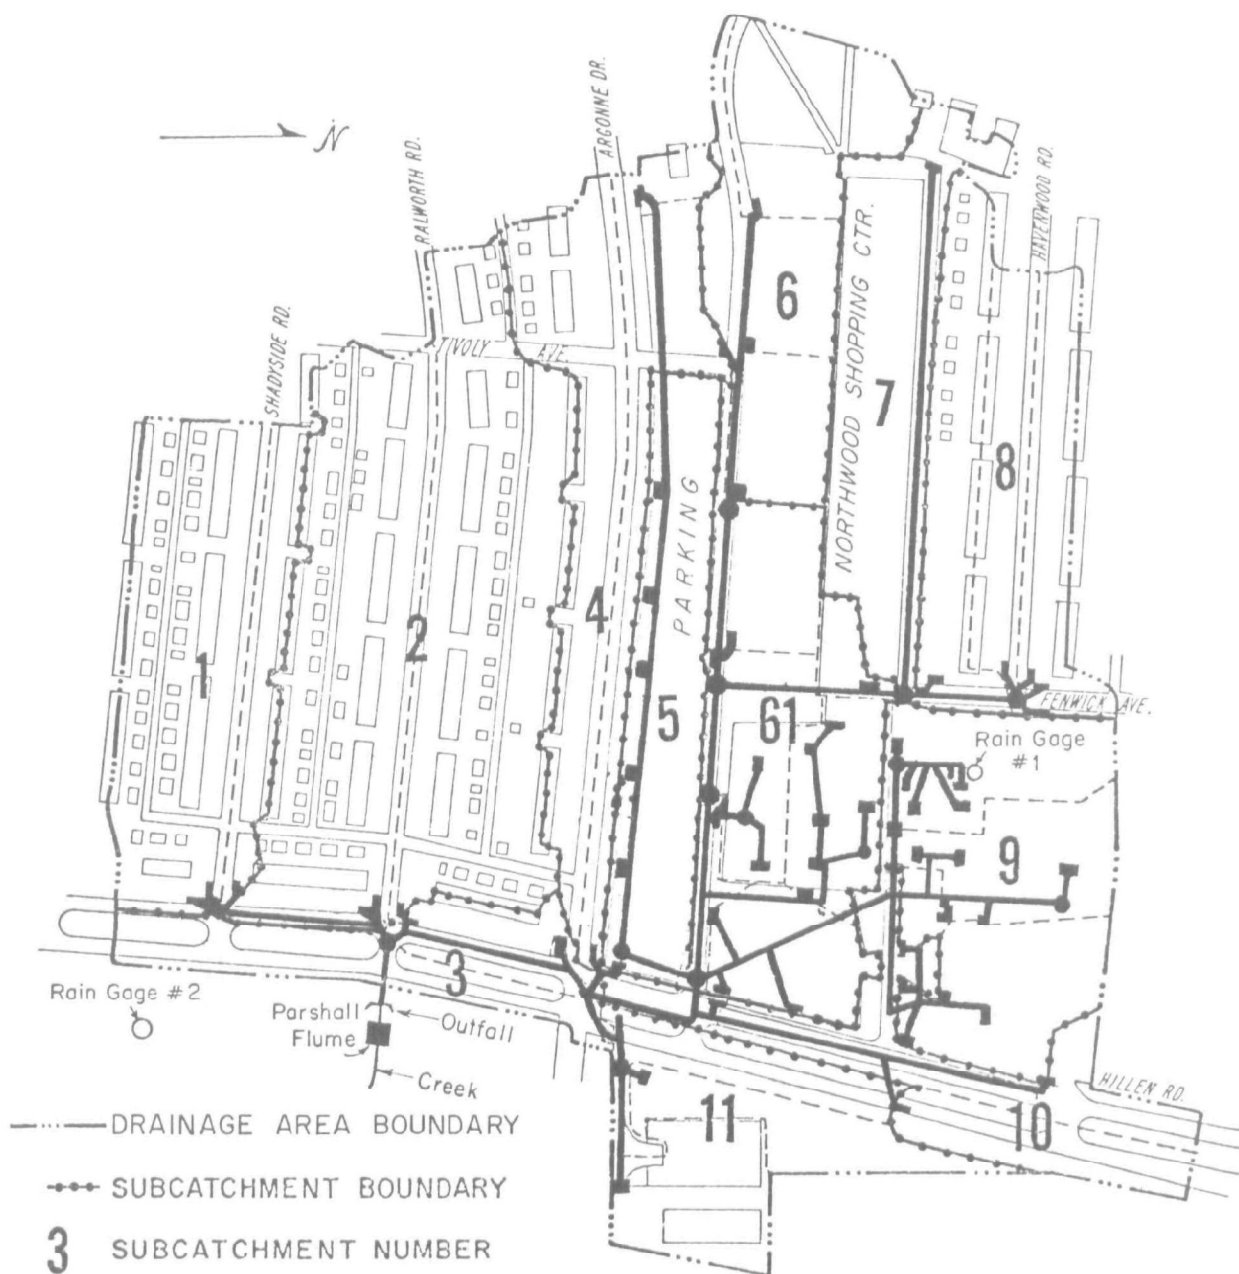 N
RALWORTH RD.
ARGONNE DR.
HAVENWOOD RD.
SHADYSIDE RD.
TIVOLY AVE.
6
NORTHWOOD SHOPPING CTR.
7
8
PARKING
4
2
1
5
61
FENWICK AVE.
Rain Gage
#1
9
3
Rain Gage #2
Parshall
Flume
Outfall
Creek
HILLEN RD.
11
10
DRAINAGE AREA BOUNDARY
SUBCATCHMENT BOUNDARY
3 SUBCATCHMENT NUMBER